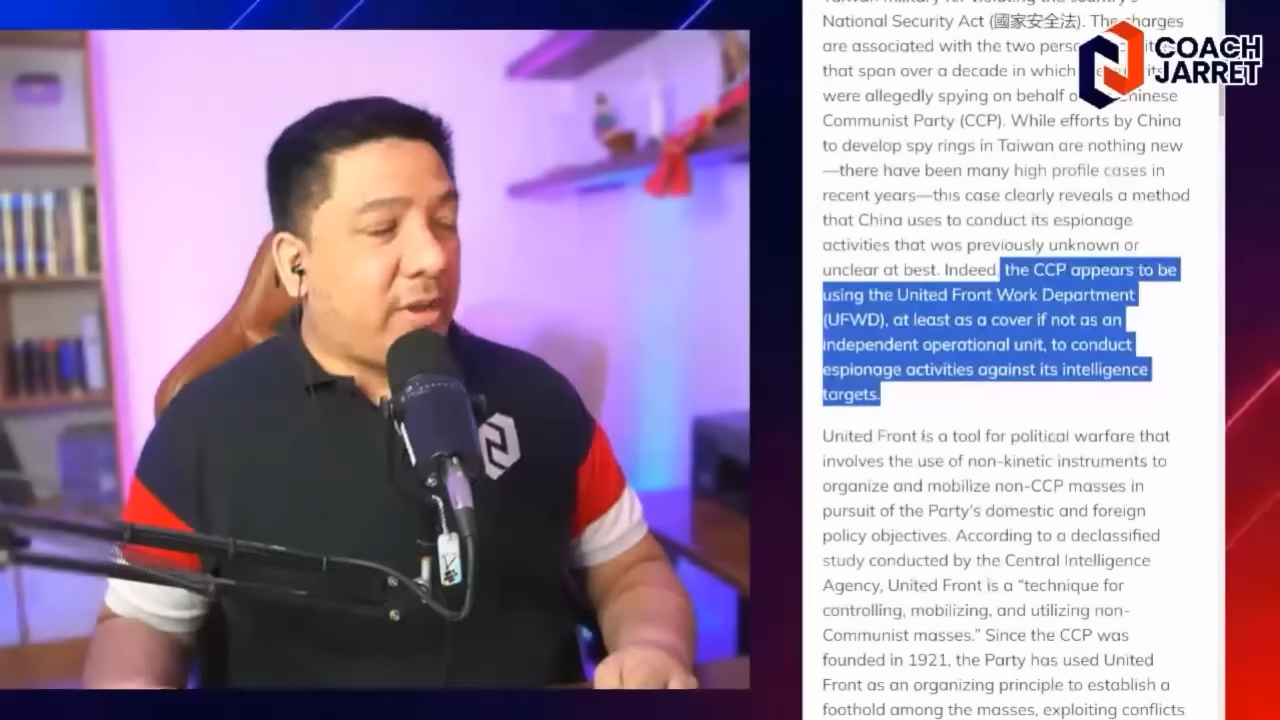 Taiwan military for violating the country's
National Security Act (國家安全法). The charges
are associated with the two
that span over a decade in which
were allegedly spying on behalf Chinese
Communist Party (CCP). While efforts by China
to develop spy rings in Taiwan are nothing new
—there have been many high profile cases in
recent years—this case clearly reveals a method
that China uses to conduct its espionage
activities that was previously unknown or
unclear at best. Indeed, the CCP appears to be
using the United Front Work Department
(UFWD), at least as a cover if not as an
independent operational unit, to conduct
espionage activities against its intelligence
targets.
United Front is a tool for political warfare that
involves the use of non-kinetic instruments to
organize and mobilize non-CCP masses in
pursuit of the Party's domestic and foreign
policy objectives. According to a declassified
study conducted by the Central Intelligence
Agency, United Front is a “technique for
controlling, mobilizing, and utilizing non-
Communist masses.” Since the CCP was
founded in 1921, the Party has used United
Front as an organizing principle to establish a
foothold among the masses, exploiting conflicts
COACH
JARRET